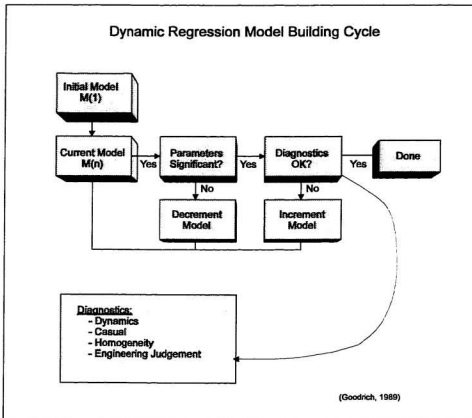 Dynamic Regression Model Building Cycle
Initial Model
M(1)
Current Model
M(n)
Yes
Parameters
Significant?
Yes
Diagnostics
OK?
Yes
Done
No
No
Decrement
Model
Increment
Model
Diagnostics:
- Dynamics
- Casual
- Homogeneity
- Engineering Judgement
(Goodrich, 1989)